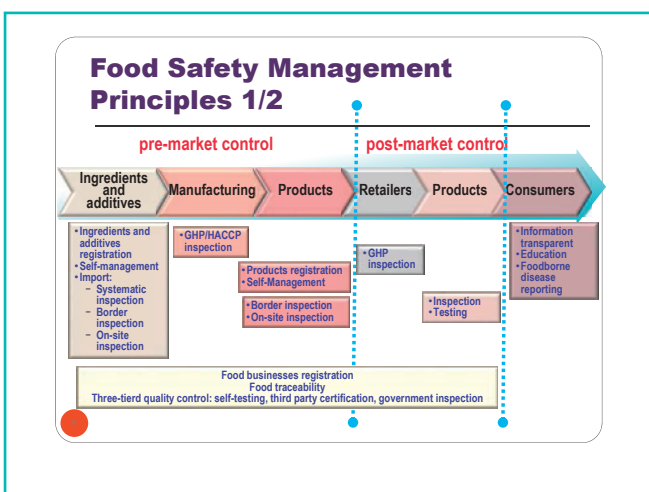 Food Safety Management
Principles 1/2
pre-market control
post-market control
Ingredients
and
additives
Manufacturing
Products
Retailers
Products
Consumers
•Ingredients and
additives
registration
•Self-management
•Import:
– Systematic
inspection
– Border
inspection
– On-site
inspection
•GHP/HACCP
inspection
•Products registration
•Self-Management
•Border inspection
•On-site inspection
•GHP
inspection
•Inspection
•Testing
•Information
transparent
•Education
•Foodborne
disease
reporting
Food businesses registration
Food traceability
Three-tierd quality control: self-testing, third party certification, government inspection